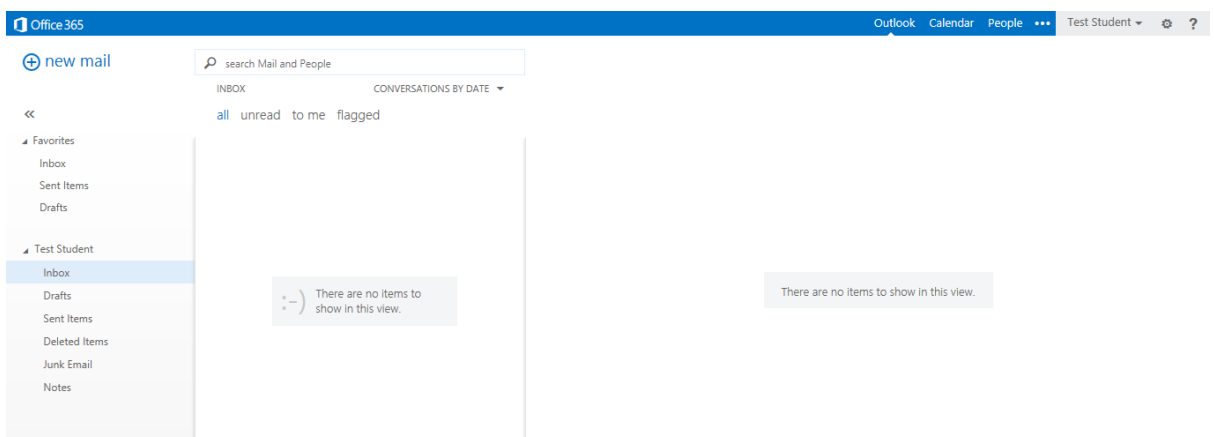 Office 365
Outlook Calendar People ••• Test Student ?
new mail
search Mail and People
INBOX CONVERSATIONS BY DATE
«
all unread to me flagged
Favorites
Inbox
Sent Items
Drafts
Test Student
Inbox
Drafts
Sent Items
Deleted Items
Junk Email
Notes
:-)
There are no items to
show in this view.
There are no items to show in this view.